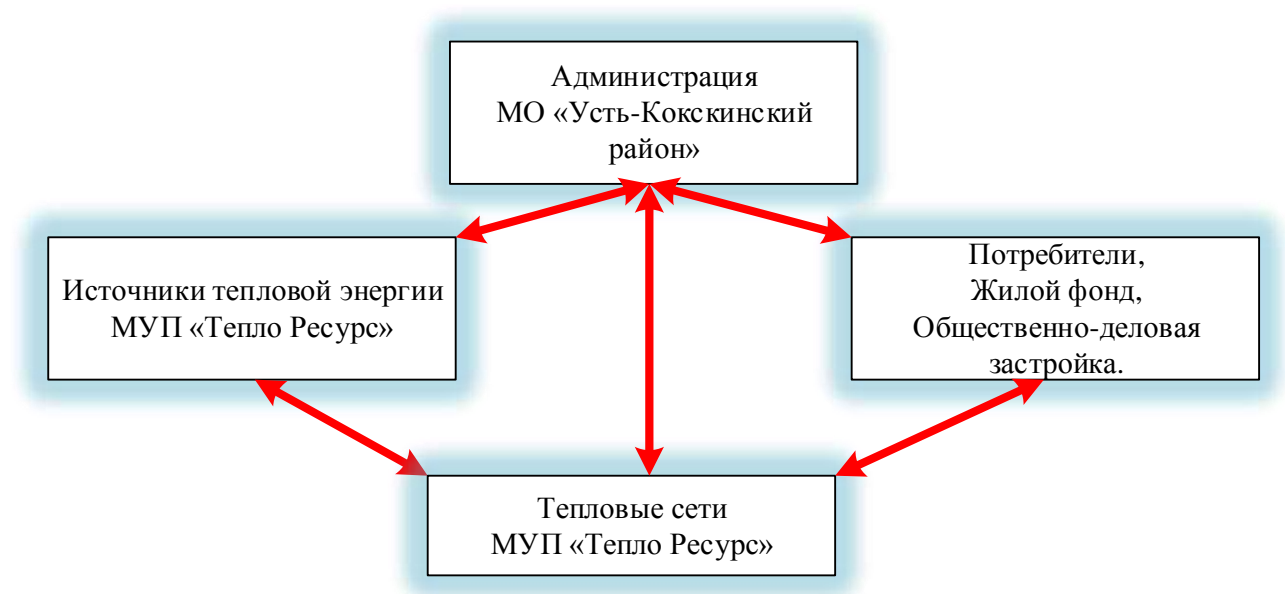 Администрация
МО «Усть-Кокскинский
район»
Источники тепловой энергии
МУП «Тепло Ресурс»
Потребители,
Жилой фонд,
Общественно-деловая
застройка.
Тепловые сети
МУП «Тепло Ресурс»